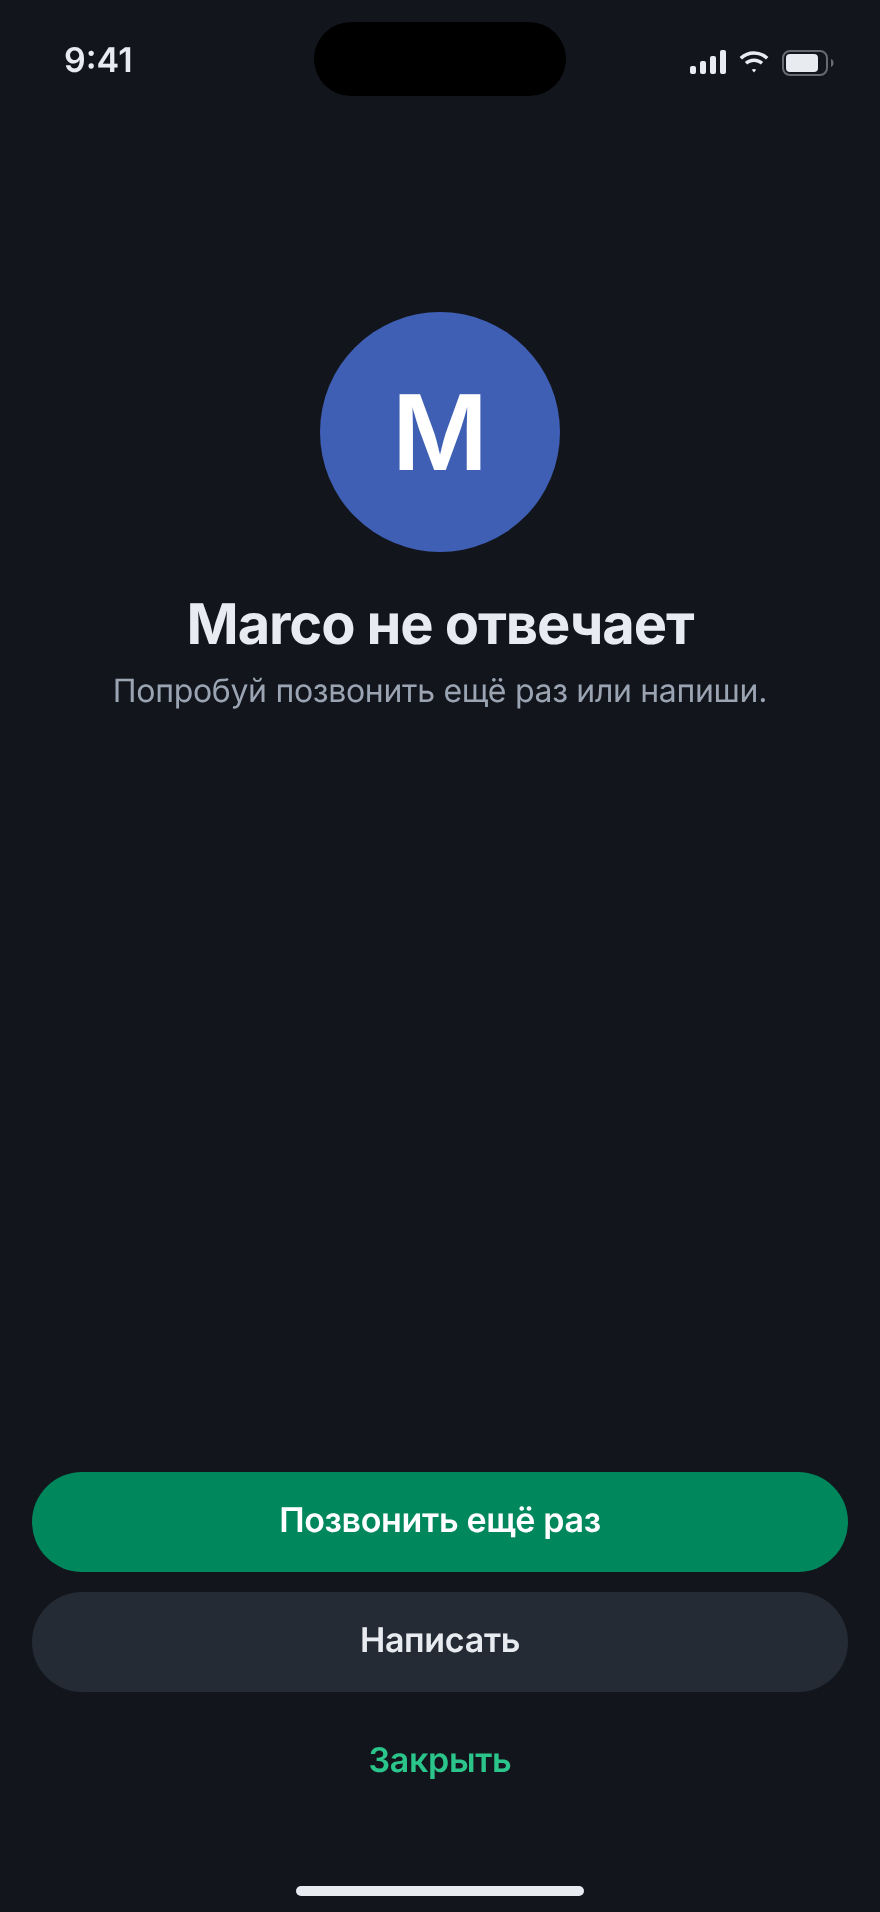 9:41
M
Marco не отвечает
Попробуй позвонить ещё раз или напиши.
Позвонить ещё раз
Написать
Закрыть